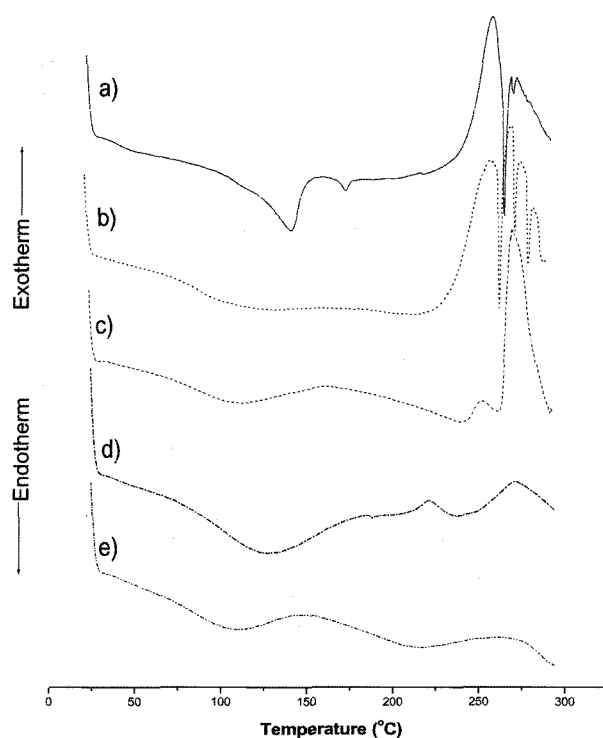 a)
b)
c)
d)
e)
Exotherm
Endotherm
0 50 100 150 200 250 300
Temperature (°C)